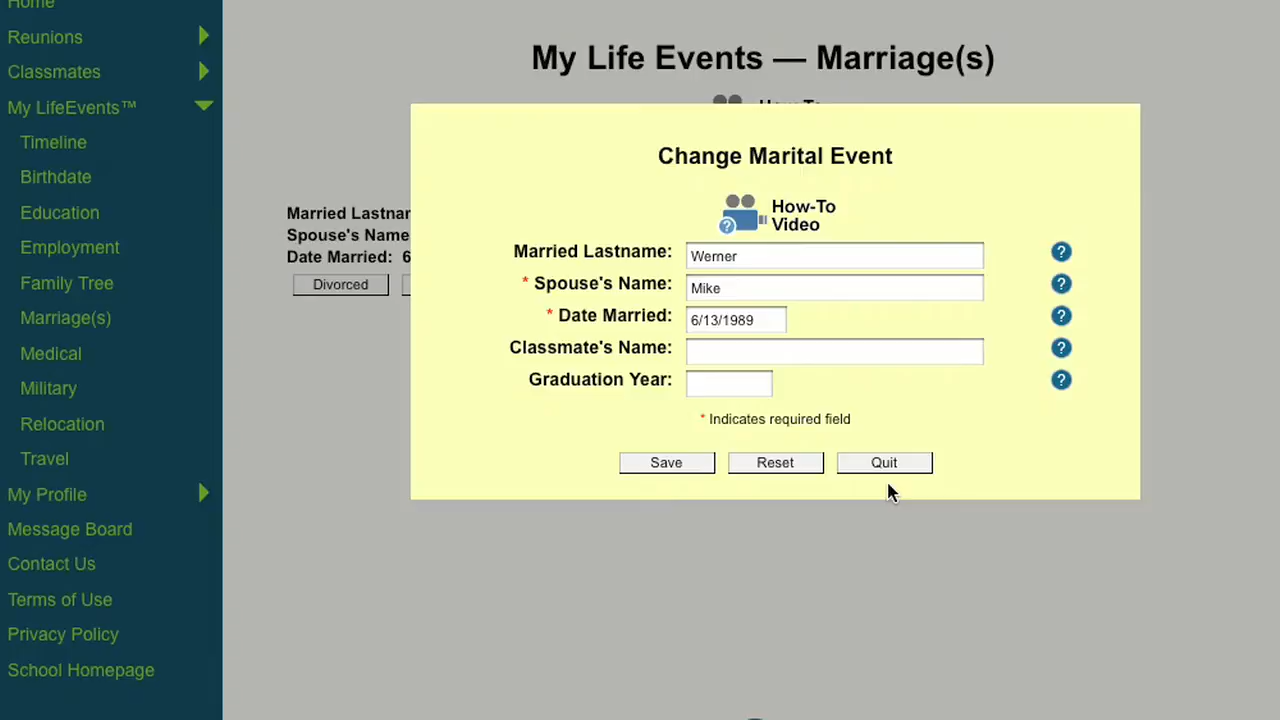 Home
Reunions
Classmates
My LifeEvents™
Timeline
Birthdate
Education
Employment
Family Tree
Marriage(s)
Medical
Military
Relocation
Travel
My Profile
Message Board
Contact Us
Terms of Use
Privacy Policy
School Homepage
My Life Events — Marriage(s)
How-To
Married Lastnar
Spouse's Name
Date Married: 6
Divorced
Change Marital Event
How-To
Video
Married Lastname: Werner ?
* Spouse's Name: Mike ?
* Date Married: 6/13/1989 ?
Classmate's Name: ?
Graduation Year: ?
* Indicates required field
Save Reset Quit